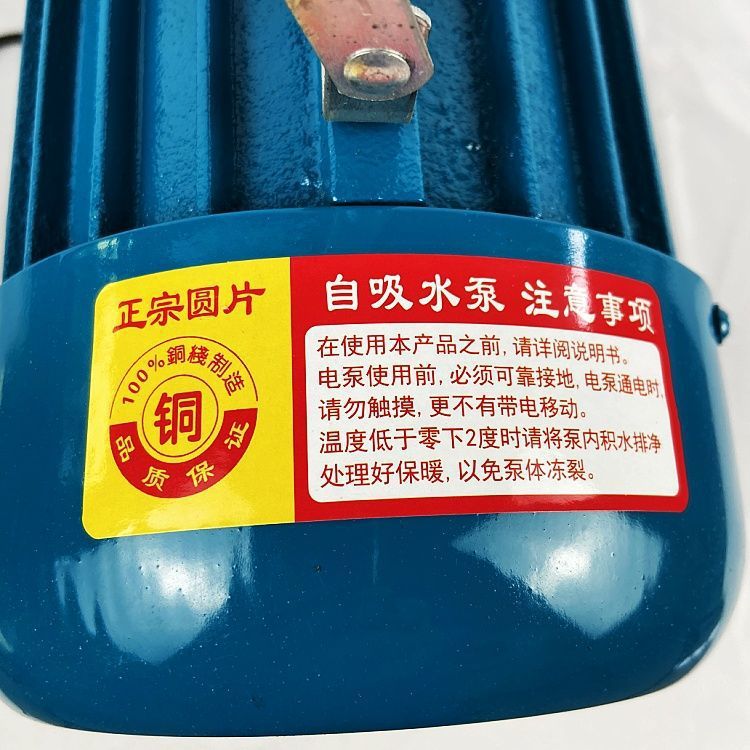 正宗圆片
100%銅綫制造
铜
品质保证
自吸水泵 注意事项
在使用本产品之前,请详阅说明书。
电泵使用前,必须可靠接地,电泵通电时,
请勿触摸,更不有带电移动。
温度低于零下2度时请将泵内积水排净
处理好保暖,以免泵体冻裂。